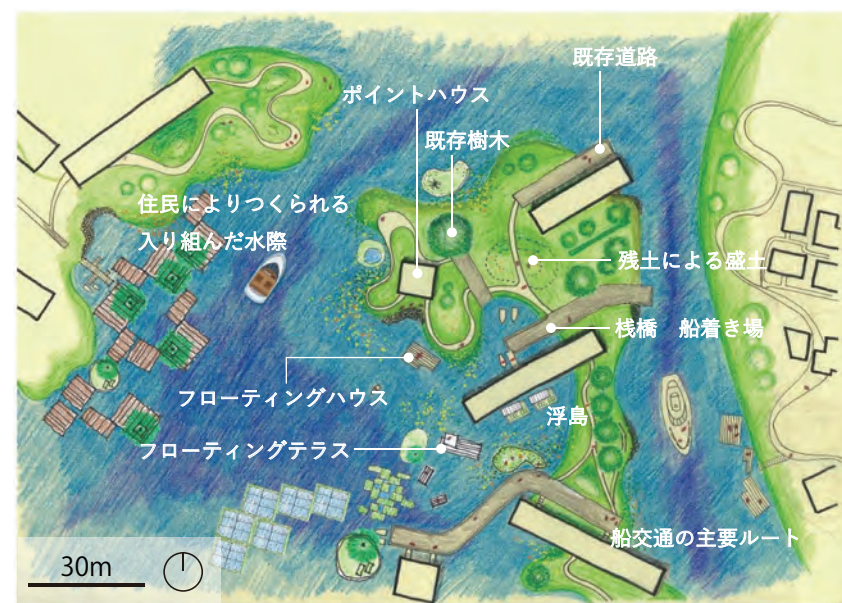 既存道路
ポイントハウス
既存樹木
住民によりつくられる
入り組んだ水際
残土による盛土
桟橋　船着き場
フローティングハウス
浮島
フローティングテラス
船交通の主要ルート
30m